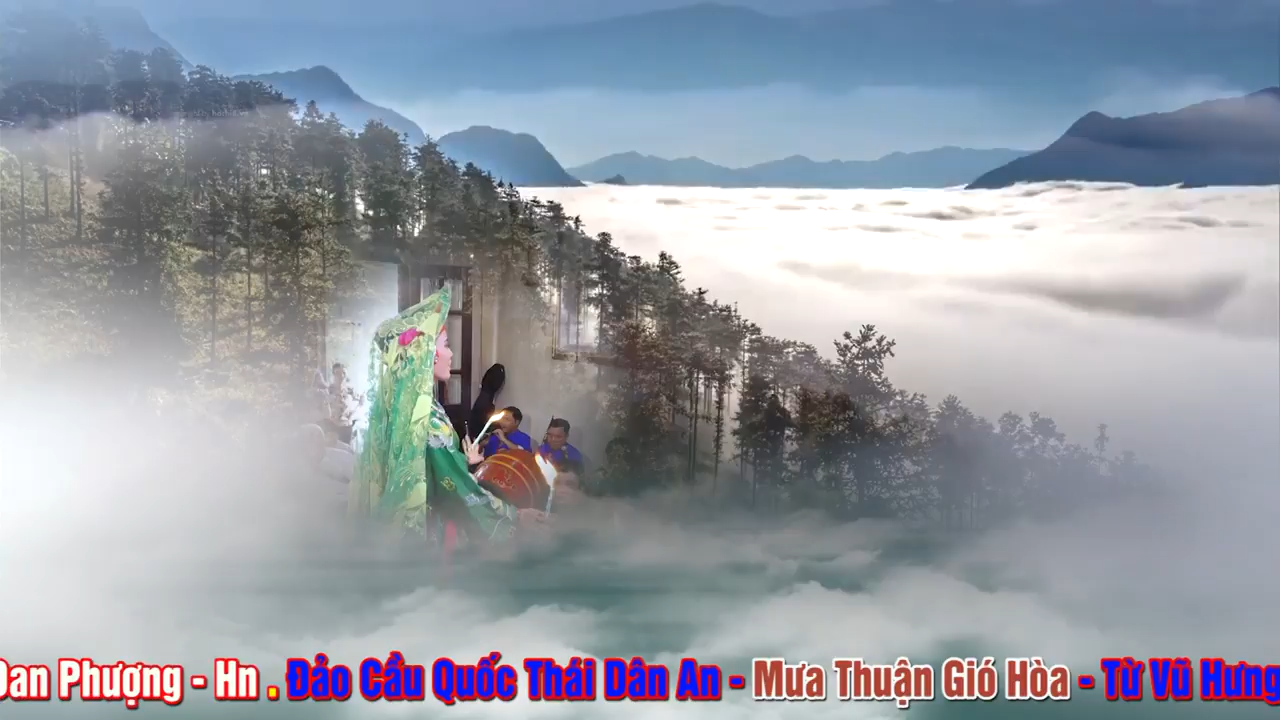 Đan Phượng - Hn . Đảo Cầu Quốc Thái Dân An - Mưa Thuận Gió Hòa - Từ Vũ Hưng